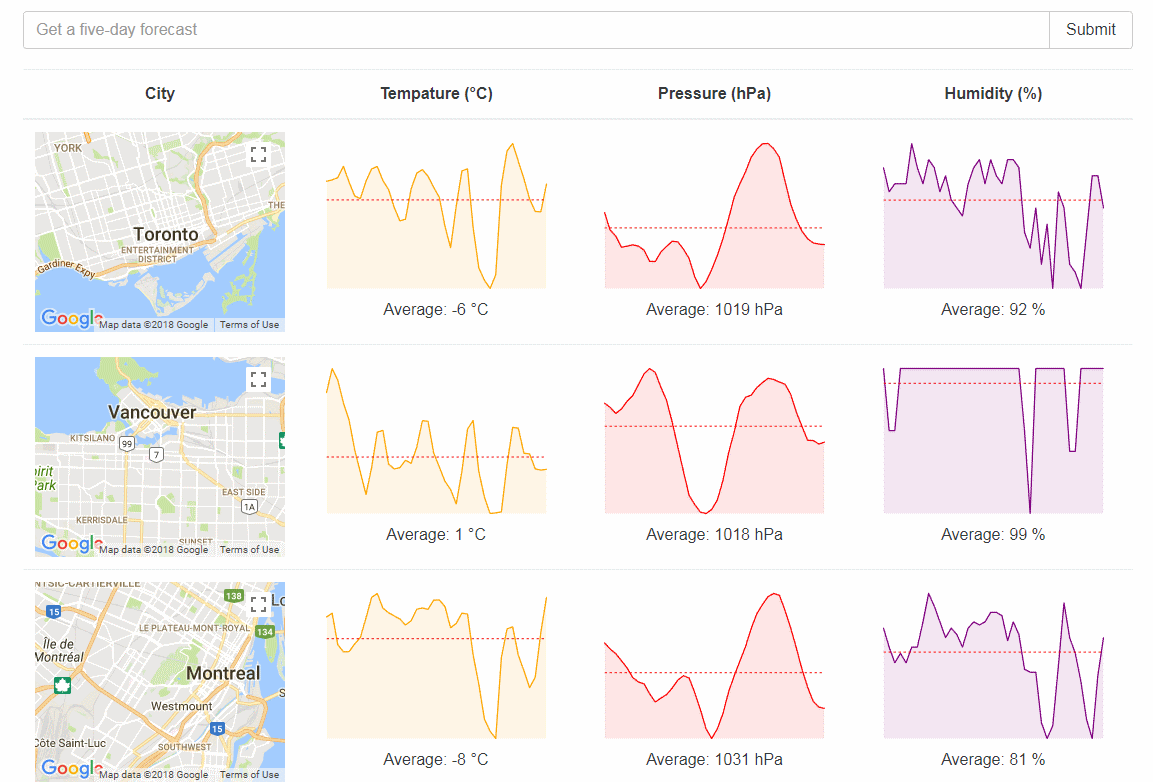 Get a five-day forecast
Submit
City
Tempature (°C)
Pressure (hPa)
Humidity (%)
YORK
THE
Toronto
ENTERTAINMENT
DISTRICT
Gardiner Expy
Google
Map data ©2018 Google
Terms of Use
Average: -6 °C
Average: 1019 hPa
Average: 92 %
Vancouver
KITSILANO
99
7
EAST SIDE
1A
Park
KERRISDALE
SUNSET
Google
Map data ©2018 Google
Terms of Use
Average: 1 °C
Average: 1018 hPa
Average: 99 %
NTSIC-CARTIERVILLE
138
15
LE PLATEAU-MONT-ROYAL
134
Île de
Montréal
Montreal
Westmount
15
Côte Saint-Luc
SOUTHWEST
Google
Map data ©2018 Google
Terms of Use
Average: -8 °C
Average: 1031 hPa
Average: 81 %